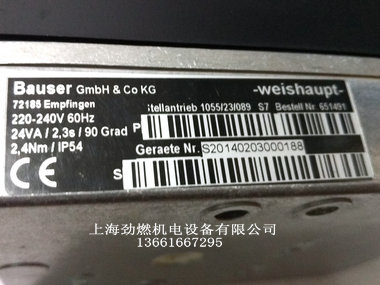 Bauser GmbH & Co KG
-weishaupt-
72186 Empfingen
Stellantrieb 1055/23/089 S7 Bestell Nr. 651491
220-240V 60Hz
24VA / 2,3s / 90 Grad
P
2,4Nm / IP54
Geraete Nr. S20140203000188
CE
S
上海劲燃机电设备有限公司
13661667295